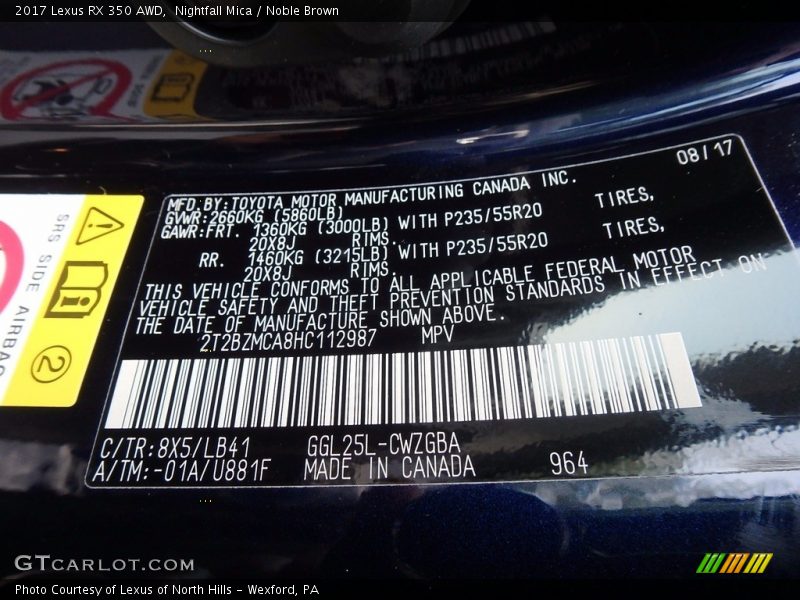 2017 Lexus RX 350 AWD, Nightfall Mica / Noble Brown
08/17
MFD.BY:TOYOTA MOTOR MANUFACTURING CANADA INC.
GVWR:2660KG (5860LB)
GAWR:FRT. 1360KG (3000LB) WITH P235/55R20 TIRES,
20X8J RIMS.
RR. 1460KG (3215LB) WITH P235/55R20 TIRES,
20X8J RIMS.
THIS VEHICLE CONFORMS TO ALL APPLICABLE FEDERAL MOTOR
VEHICLE SAFETY AND THEFT PREVENTION STANDARDS IN EFFECT ON
THE DATE OF MANUFACTURE SHOWN ABOVE.
2T2BZMCA8HC112987 MPV
C/TR:8X5/LB41 GGL25L-CWZGBA
A/TM:-01A/U881F MADE IN CANADA 964
SRS SIDE AIRBAG
2
GTcarlot.com
Photo Courtesy of Lexus of North Hills - Wexford, PA